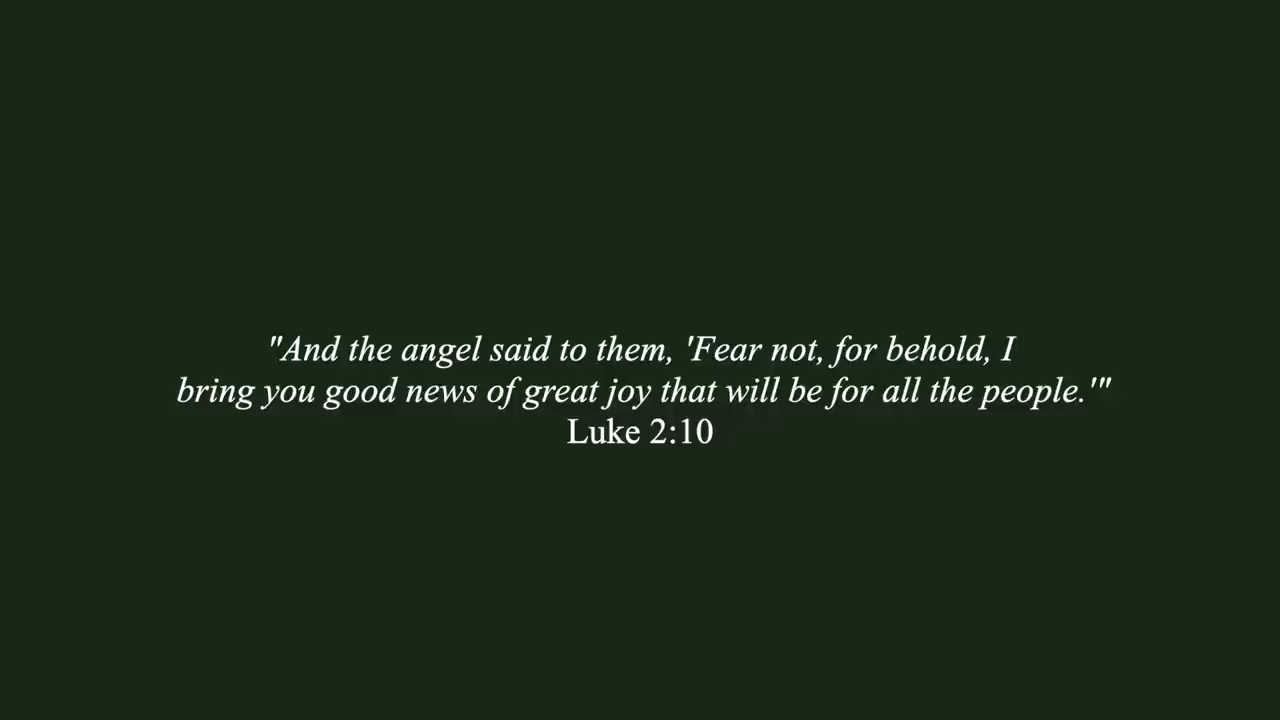 "And the angel said to them, 'Fear not, for behold, I
bring you good news of great joy that will be for all the people.'"
Luke 2:10